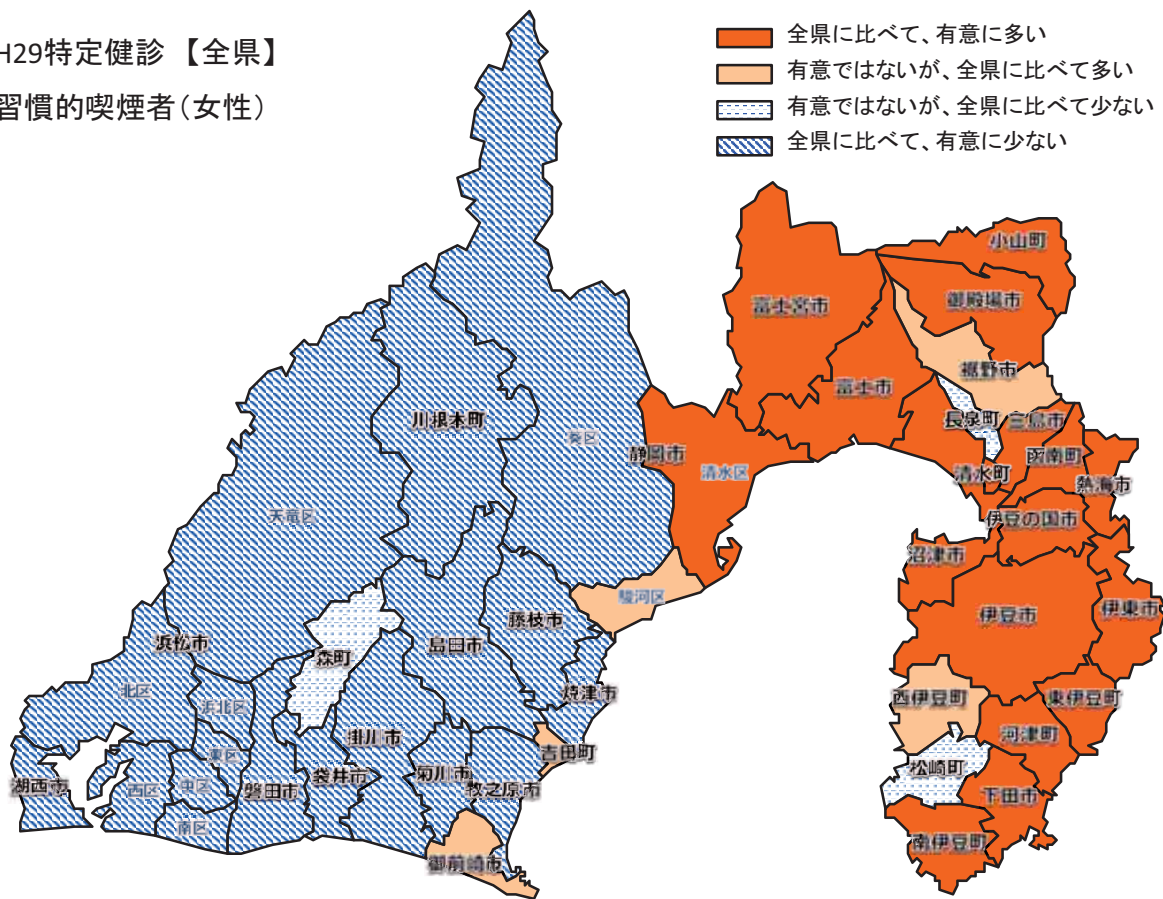 H29特定健診 【全県】
習慣的喫煙者(女性)
全県に比べて、有意に多い
有意ではないが、全県に比べて多い
有意ではないが、全県に比べて少ない
全県に比べて、有意に少ない
小山町
御殿場市
富士宮市
裾野市
富士市
長泉町
三島市
川根本町
葵区
静岡市
清水区
函南町
清水町
熱海市
天竜区
伊豆の国市
沼津市
駿河区
藤枝市
伊豆市
伊東市
浜松市
島田市
森町
北区
焼津市
西伊豆町
東伊豆町
浜北区
河津町
掛川市
吉田町
東区
菊川市
松崎町
湖西市
西区
中区
磐田市
袋井市
牧之原市
下田市
南区
南伊豆町
御前崎市